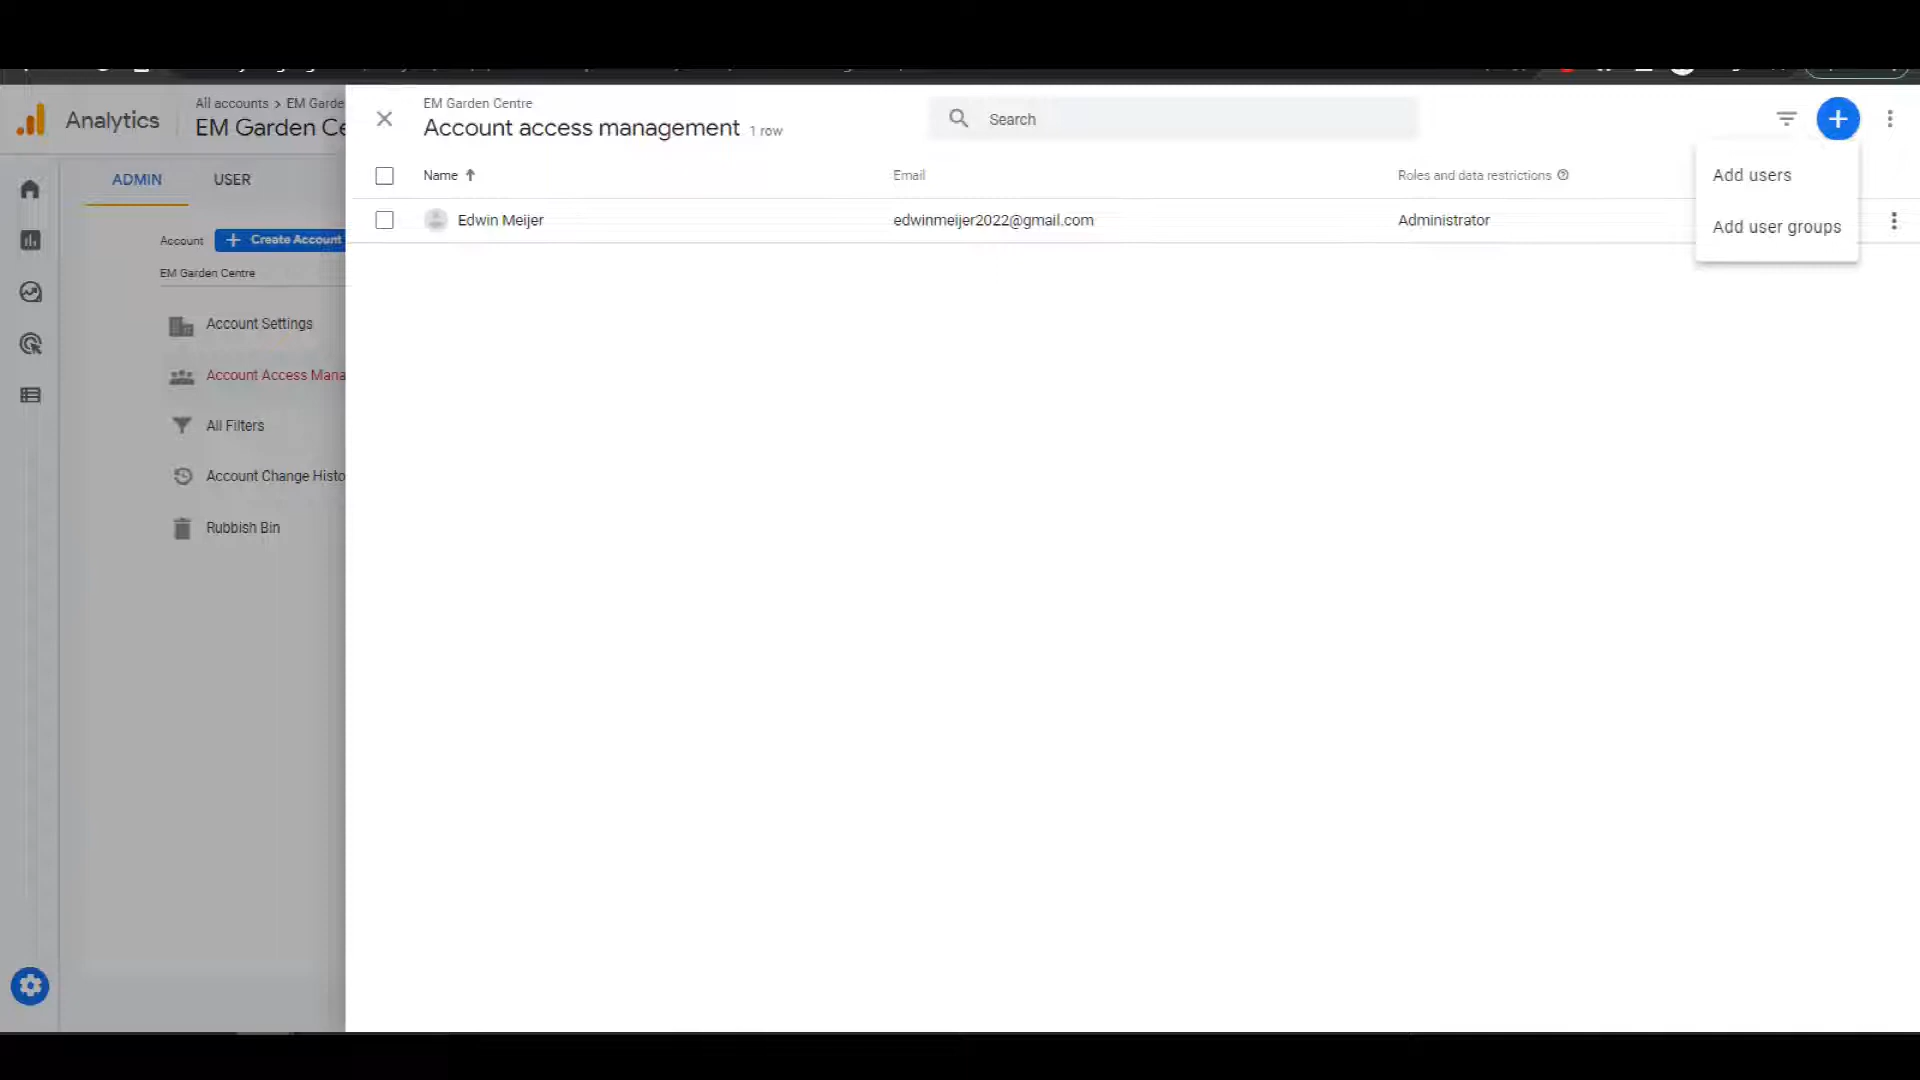 Analytics
All accounts > EM Garde
EM Garden Ce
ADMIN
USER
Account
Create Account
EM Garden Centre
Account Settings
Account Access Mana
All Filters
Account Change Histo
Rubbish Bin
EM Garden Centre
Account access management 1 row
Search
Name
Email
Roles and data restrictions
Edwin Meijer
edwinmeijer2022@gmail.com
Administrator
Add users
Add user groups